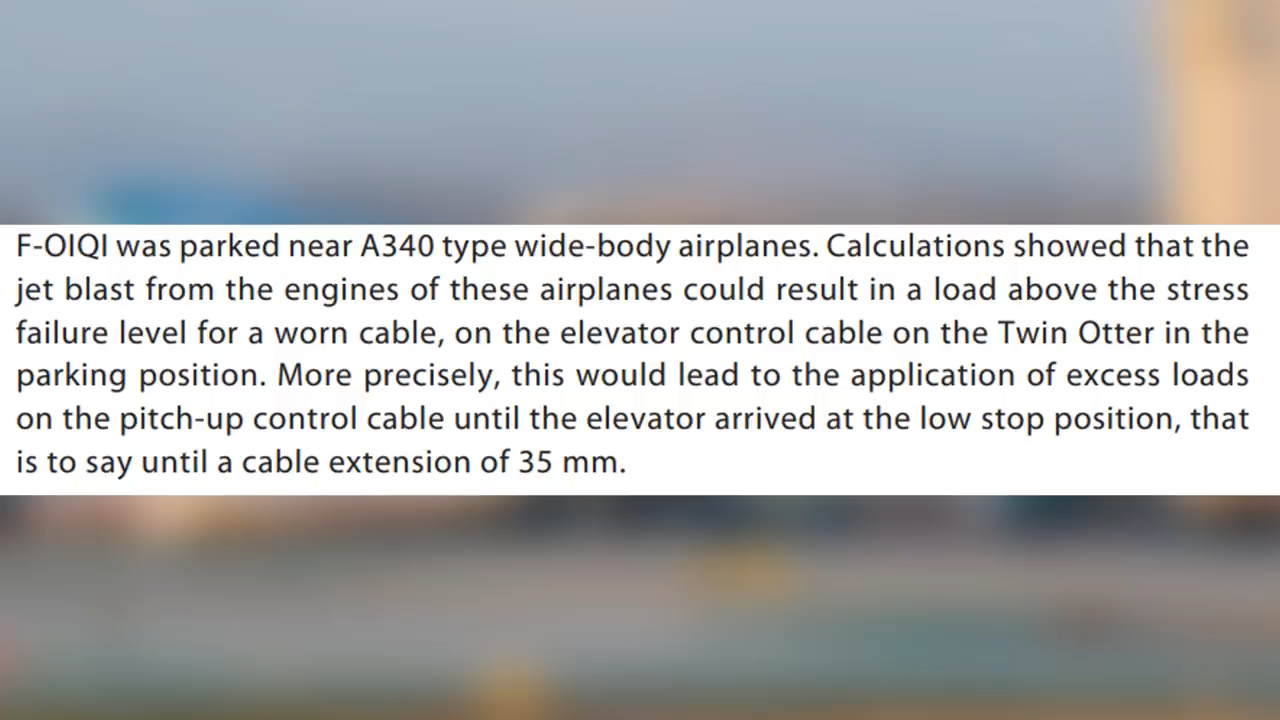 F-OIQI was parked near A340 type wide-body airplanes. Calculations showed that the
jet blast from the engines of these airplanes could result in a load above the stress
failure level for a worn cable, on the elevator control cable on the Twin Otter in the
parking position. More precisely, this would lead to the application of excess loads
on the pitch-up control cable until the elevator arrived at the low stop position, that
is to say until a cable extension of 35 mm.